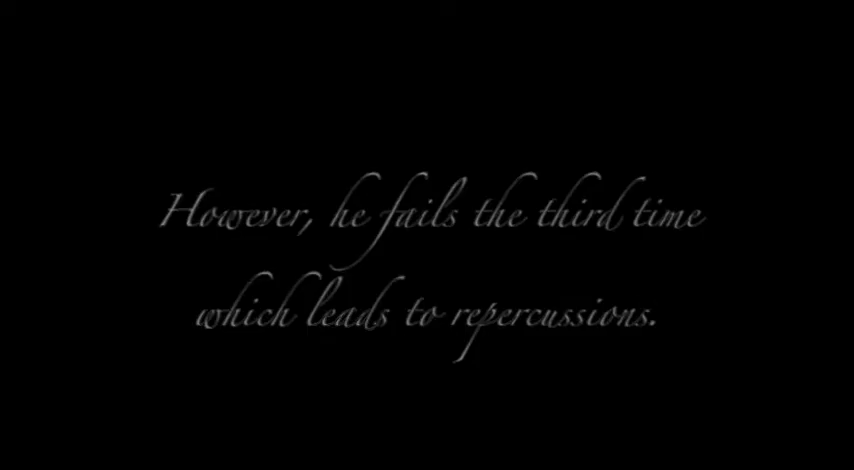 However, he fails the third time
which leads to repercussions.